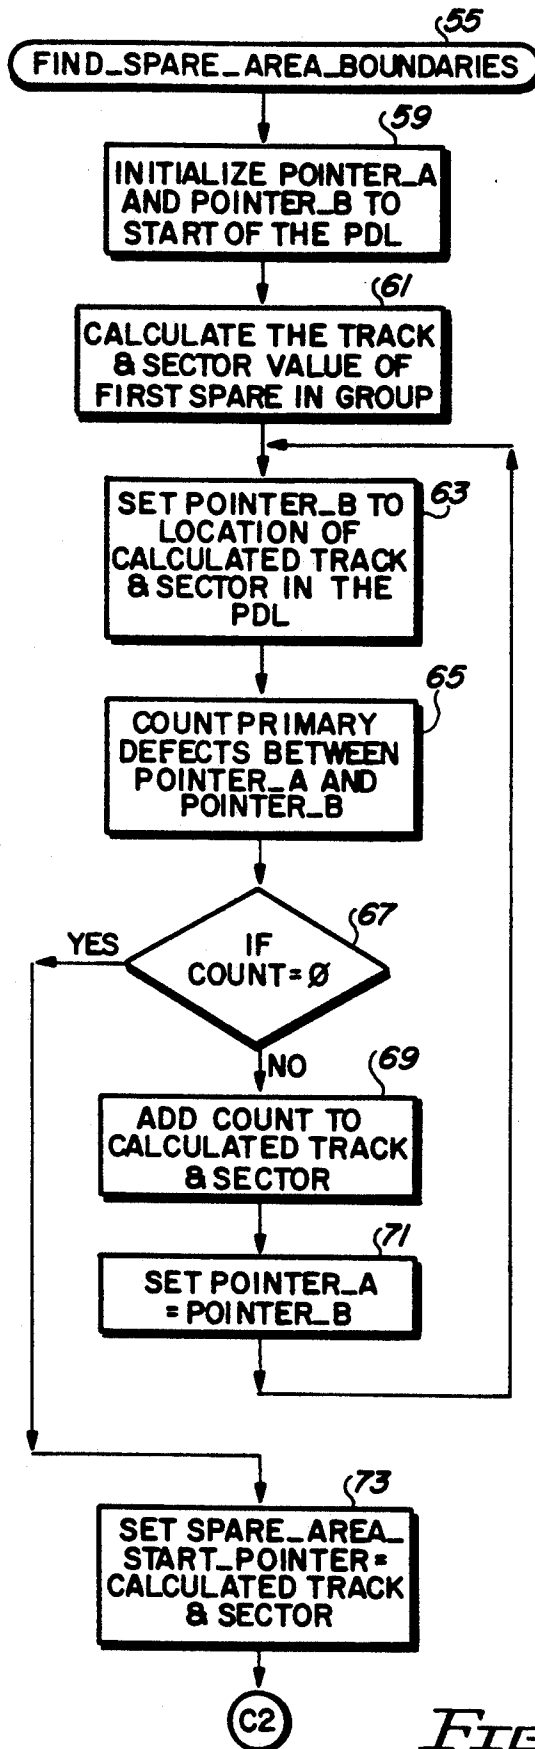 55
FIND_SPARE_AREA_BOUNDARIES
59
INITIALIZE POINTER_A
AND POINTER_B TO
START OF THE PDL
61
CALCULATE THE TRACK
& SECTOR VALUE OF
FIRST SPARE IN GROUP
63
SET POINTER_B TO
LOCATION OF
CALCULATED TRACK
& SECTOR IN THE
PDL
65
COUNT PRIMARY
DEFECTS BETWEEN
POINTER_A AND
POINTER_B
67
YES
IF
COUNT=Ø
NO
69
ADD COUNT TO
CALCULATED TRACK
& SECTOR
71
SET POINTER_A
=POINTER_B
73
SET SPARE_AREA_
START_POINTER=
CALCULATED TRACK
& SECTOR
C2
FIG